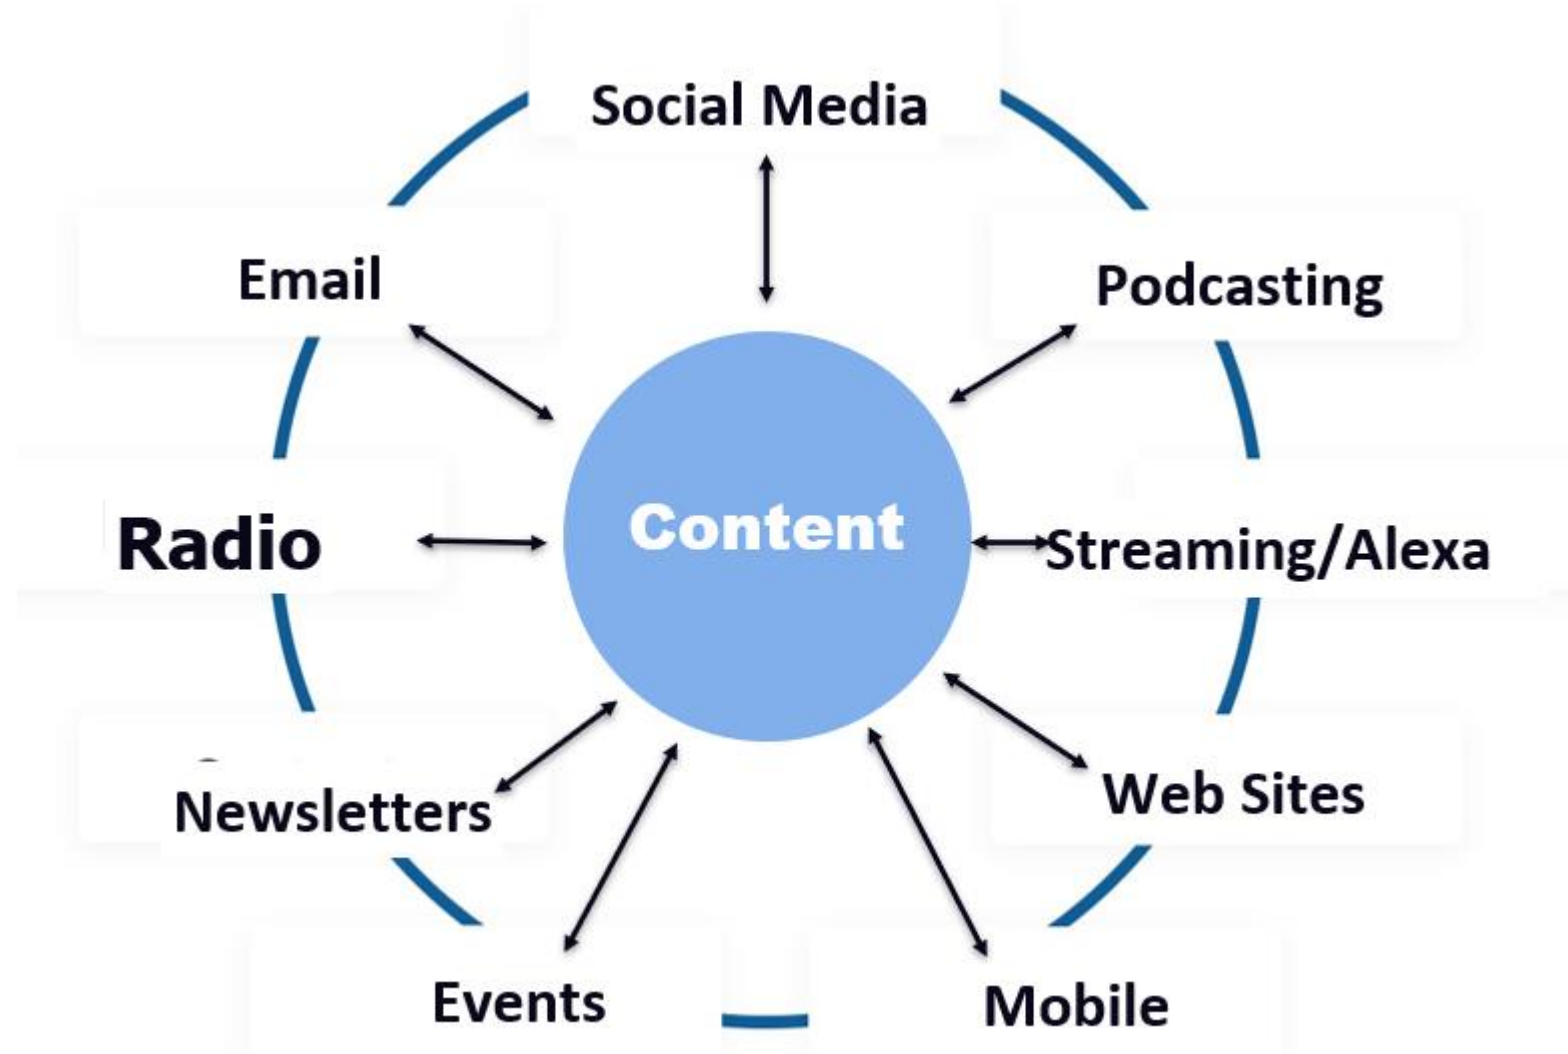 Social Media
Email
Podcasting
Radio
Content
Streaming/Alexa
Newsletters
Web Sites
Events
Mobile